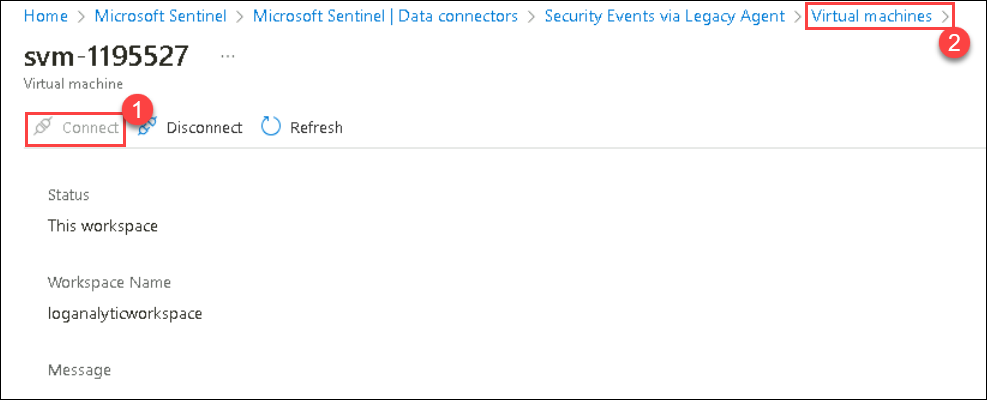 Home > Microsoft Sentinel > Microsoft Sentinel | Data connectors > Security Events via Legacy Agent > Virtual machines >
2
svm-1195527 ...
Virtual machine
1
Connect Disconnect Refresh
Status
This workspace
Workspace Name
loganalyticworkspace
Message